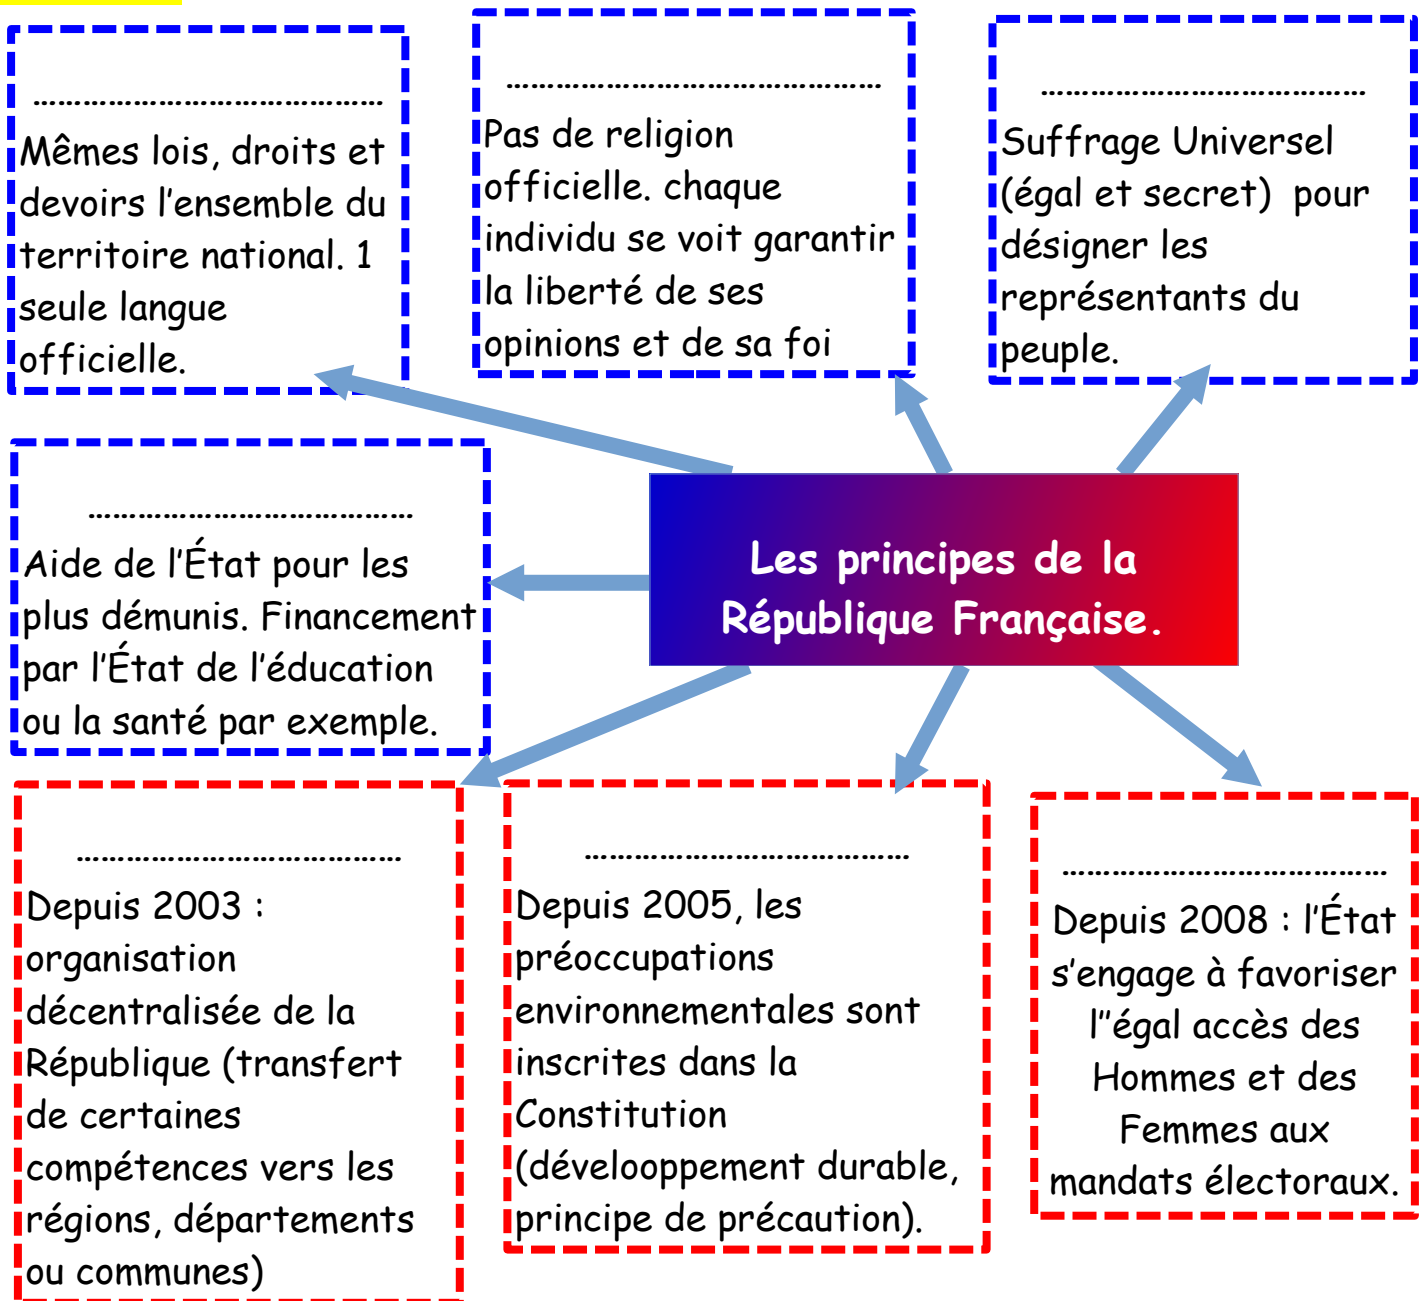 …………………………………
Mêmes lois, droits et
devoirs l’ensemble du
territoire national. 1
seule langue
officielle.
……………………………………
Pas de religion
officielle. chaque
individu se voit garantir
la liberté de ses
opinions et de sa foi
………………………………
Suffrage Universel
(égal et secret)  pour
désigner les
représentants du
peuple.
………………………………
Aide de l’État pour les
plus démunis. Financement
par l’État de l’éducation
ou la santé par exemple.
Les principes de la
République Française.
………………………………
Depuis 2003 :
organisation
décentralisée de la
République (transfert
de certaines
compétences vers les
régions, départements
ou communes)
………………………………
Depuis 2005, les
préoccupations
environnementales sont
inscrites dans la
Constitution
(dévelooppement durable,
principe de précaution).
………………………………
Depuis 2008 : l’État
s’engage à favoriser
l’’égal accès des
Hommes et des
Femmes aux
mandats électoraux.